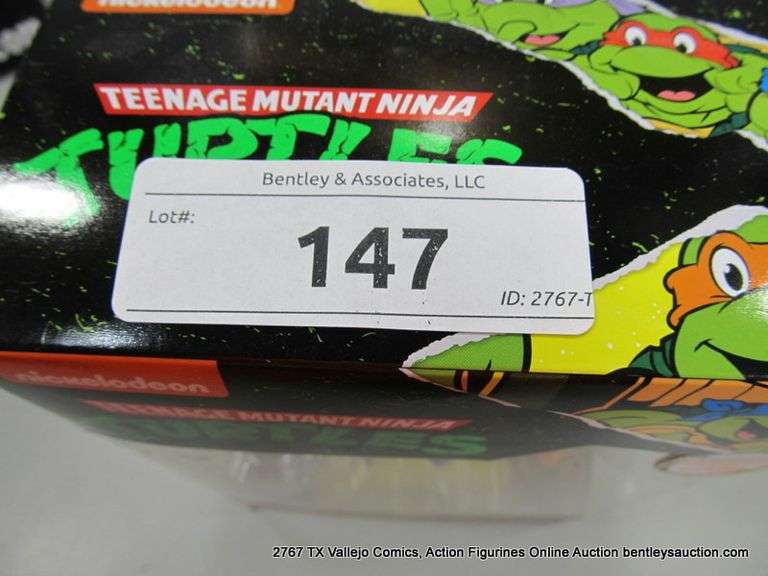 nickelodeon
TEENAGE MUTANT NINJA
TURTLES
Bentley & Associates, LLC
Lot#:
147
ID: 2767-T
nickelodeon
TEENAGE MUTANT NINJA
TURTLES
2767 TX Vallejo Comics, Action Figurines Online Auction bentleysauction.com